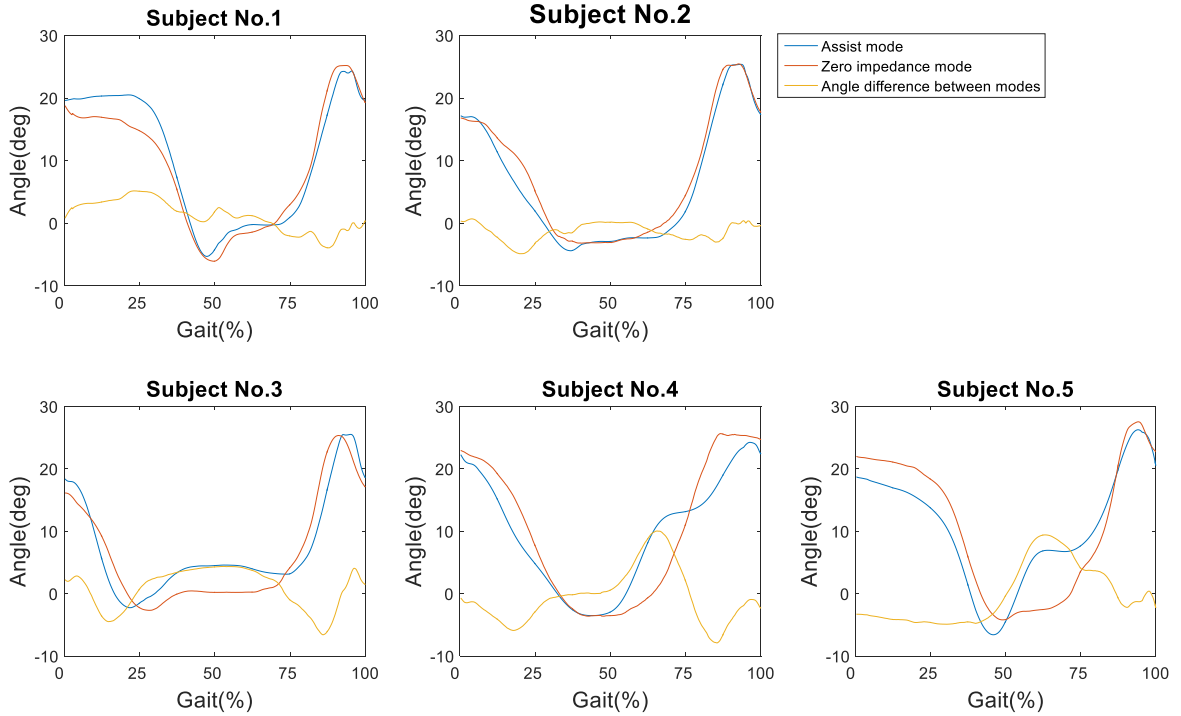 Subject No.1
Subject No.2
Assist mode
Zero impedance mode
Angle difference between modes
30
20
10
0
-10
Angle(deg)
0 25 50 75 100
Gait(%)
30
20
10
0
-10
Angle(deg)
0 25 50 75 100
Gait(%)
Subject No.3
Subject No.4
Subject No.5
30
20
10
0
-10
Angle(deg)
0 25 50 75 100
Gait(%)
30
20
10
0
-10
Angle(deg)
0 25 50 75 100
Gait(%)
30
20
10
0
-10
Angle(deg)
0 25 50 75 100
Gait(%)